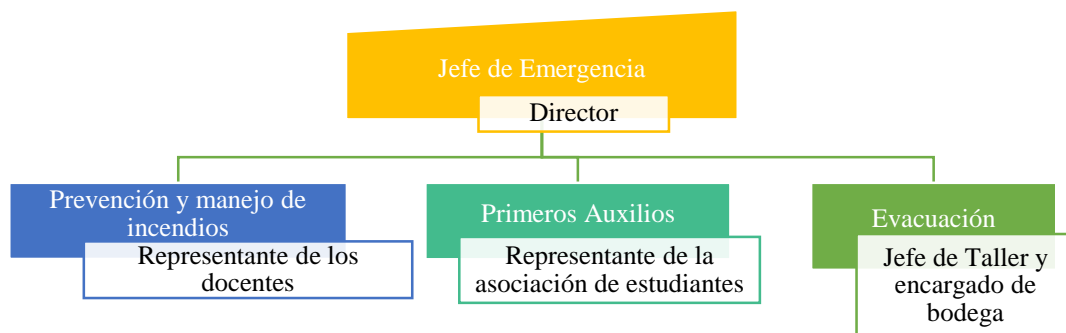 Jefe de Emergencia
Director
Prevención y manejo de
incendios
Representante de los
docentes
Primeros Auxilios
Representante de la
asociación de estudiantes
Evacuación
Jefe de Taller y
encargado de
bodega